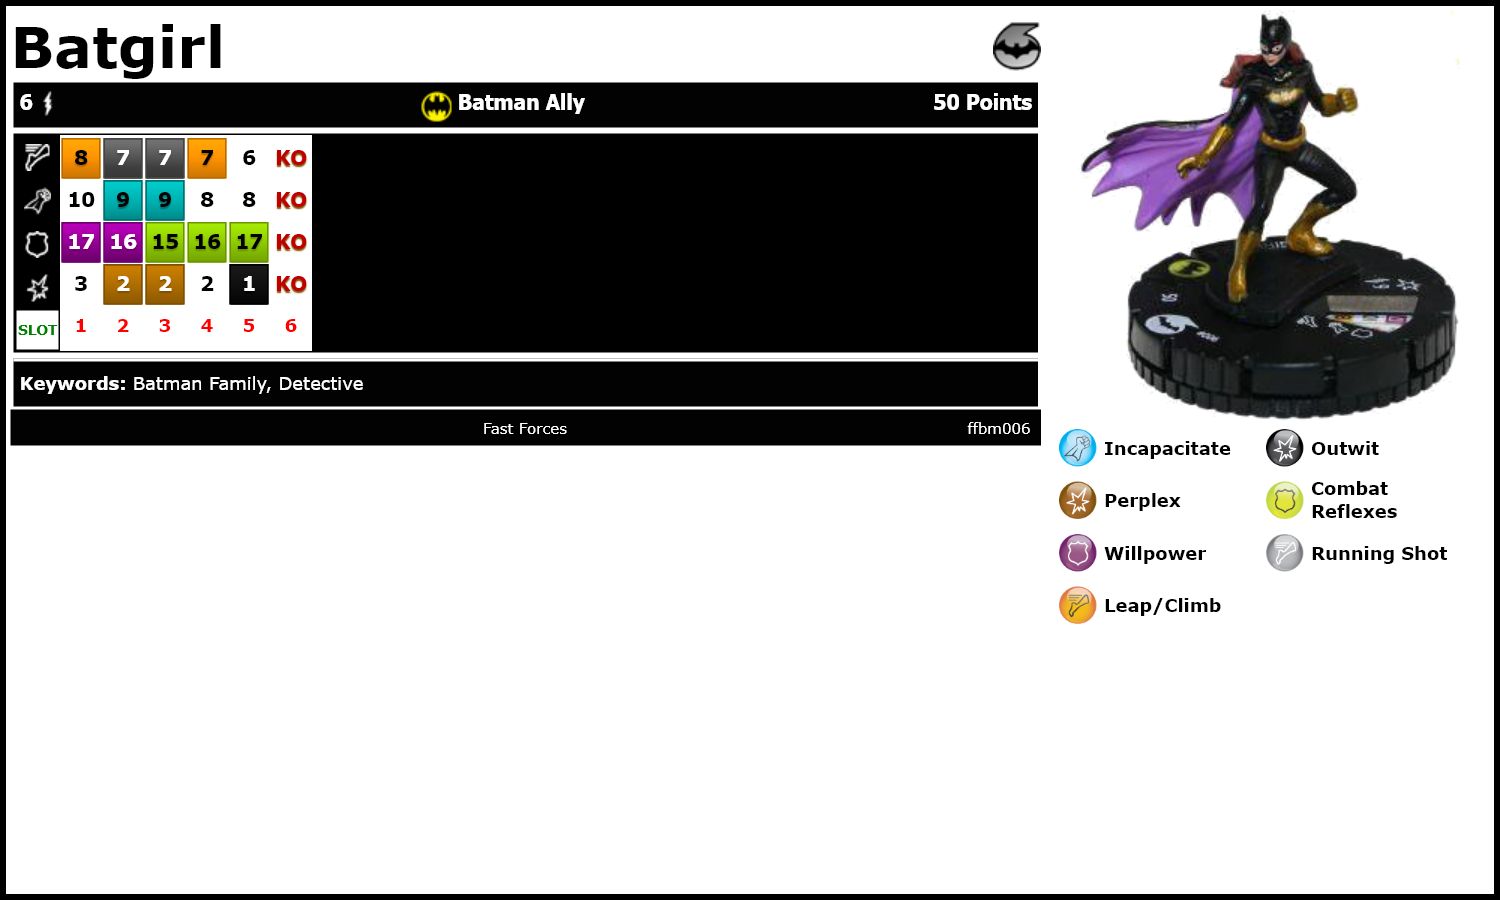 Batgirl
6 Batman Ally 50 Points
8 7 7 7 6 KO
10 9 9 8 8 KO
17 16 15 16 17 KO
3 2 2 2 1 KO
SLOT 1 2 3 4 5 6
Keywords: Batman Family, Detective
Fast Forces ffbm006
#006
Incapacitate Outwit
Perplex Combat Reflexes
Willpower Running Shot
Leap/Climb